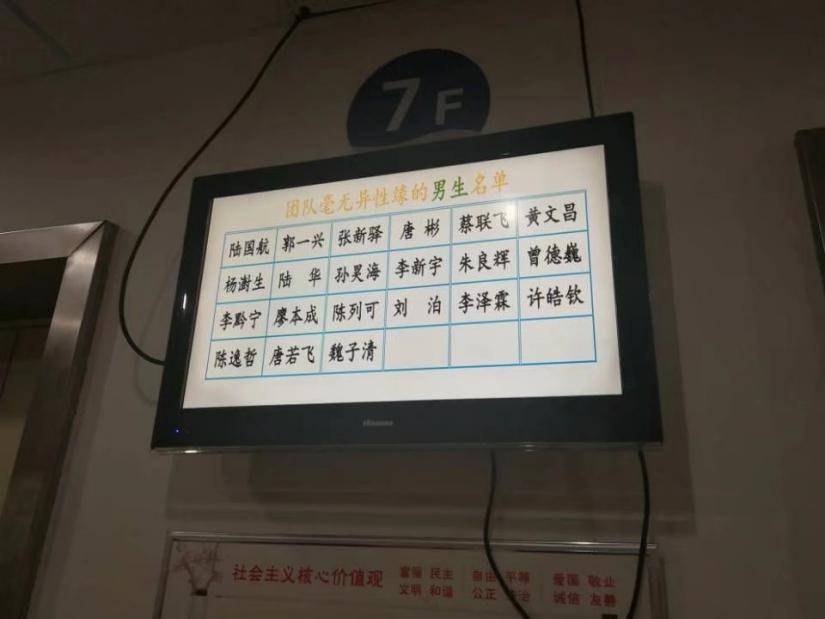 7F
团队毫无异性缘的男生名单
陆国航 郭一兴 张新驿 唐彬 蔡联飞 黄文昌
杨澍生 陆华 孙昊海 李新宇 朱良辉 曾德巍
李黔宁 廖本成 陈列可 刘泊 李泽霖 许皓钦
陈逸哲 唐若飞 魏子清
Hisense
社会主义核心价值观
富强 民主 自由 平等 爱国 敬业
文明 和谐 公正 法治 诚信 友善